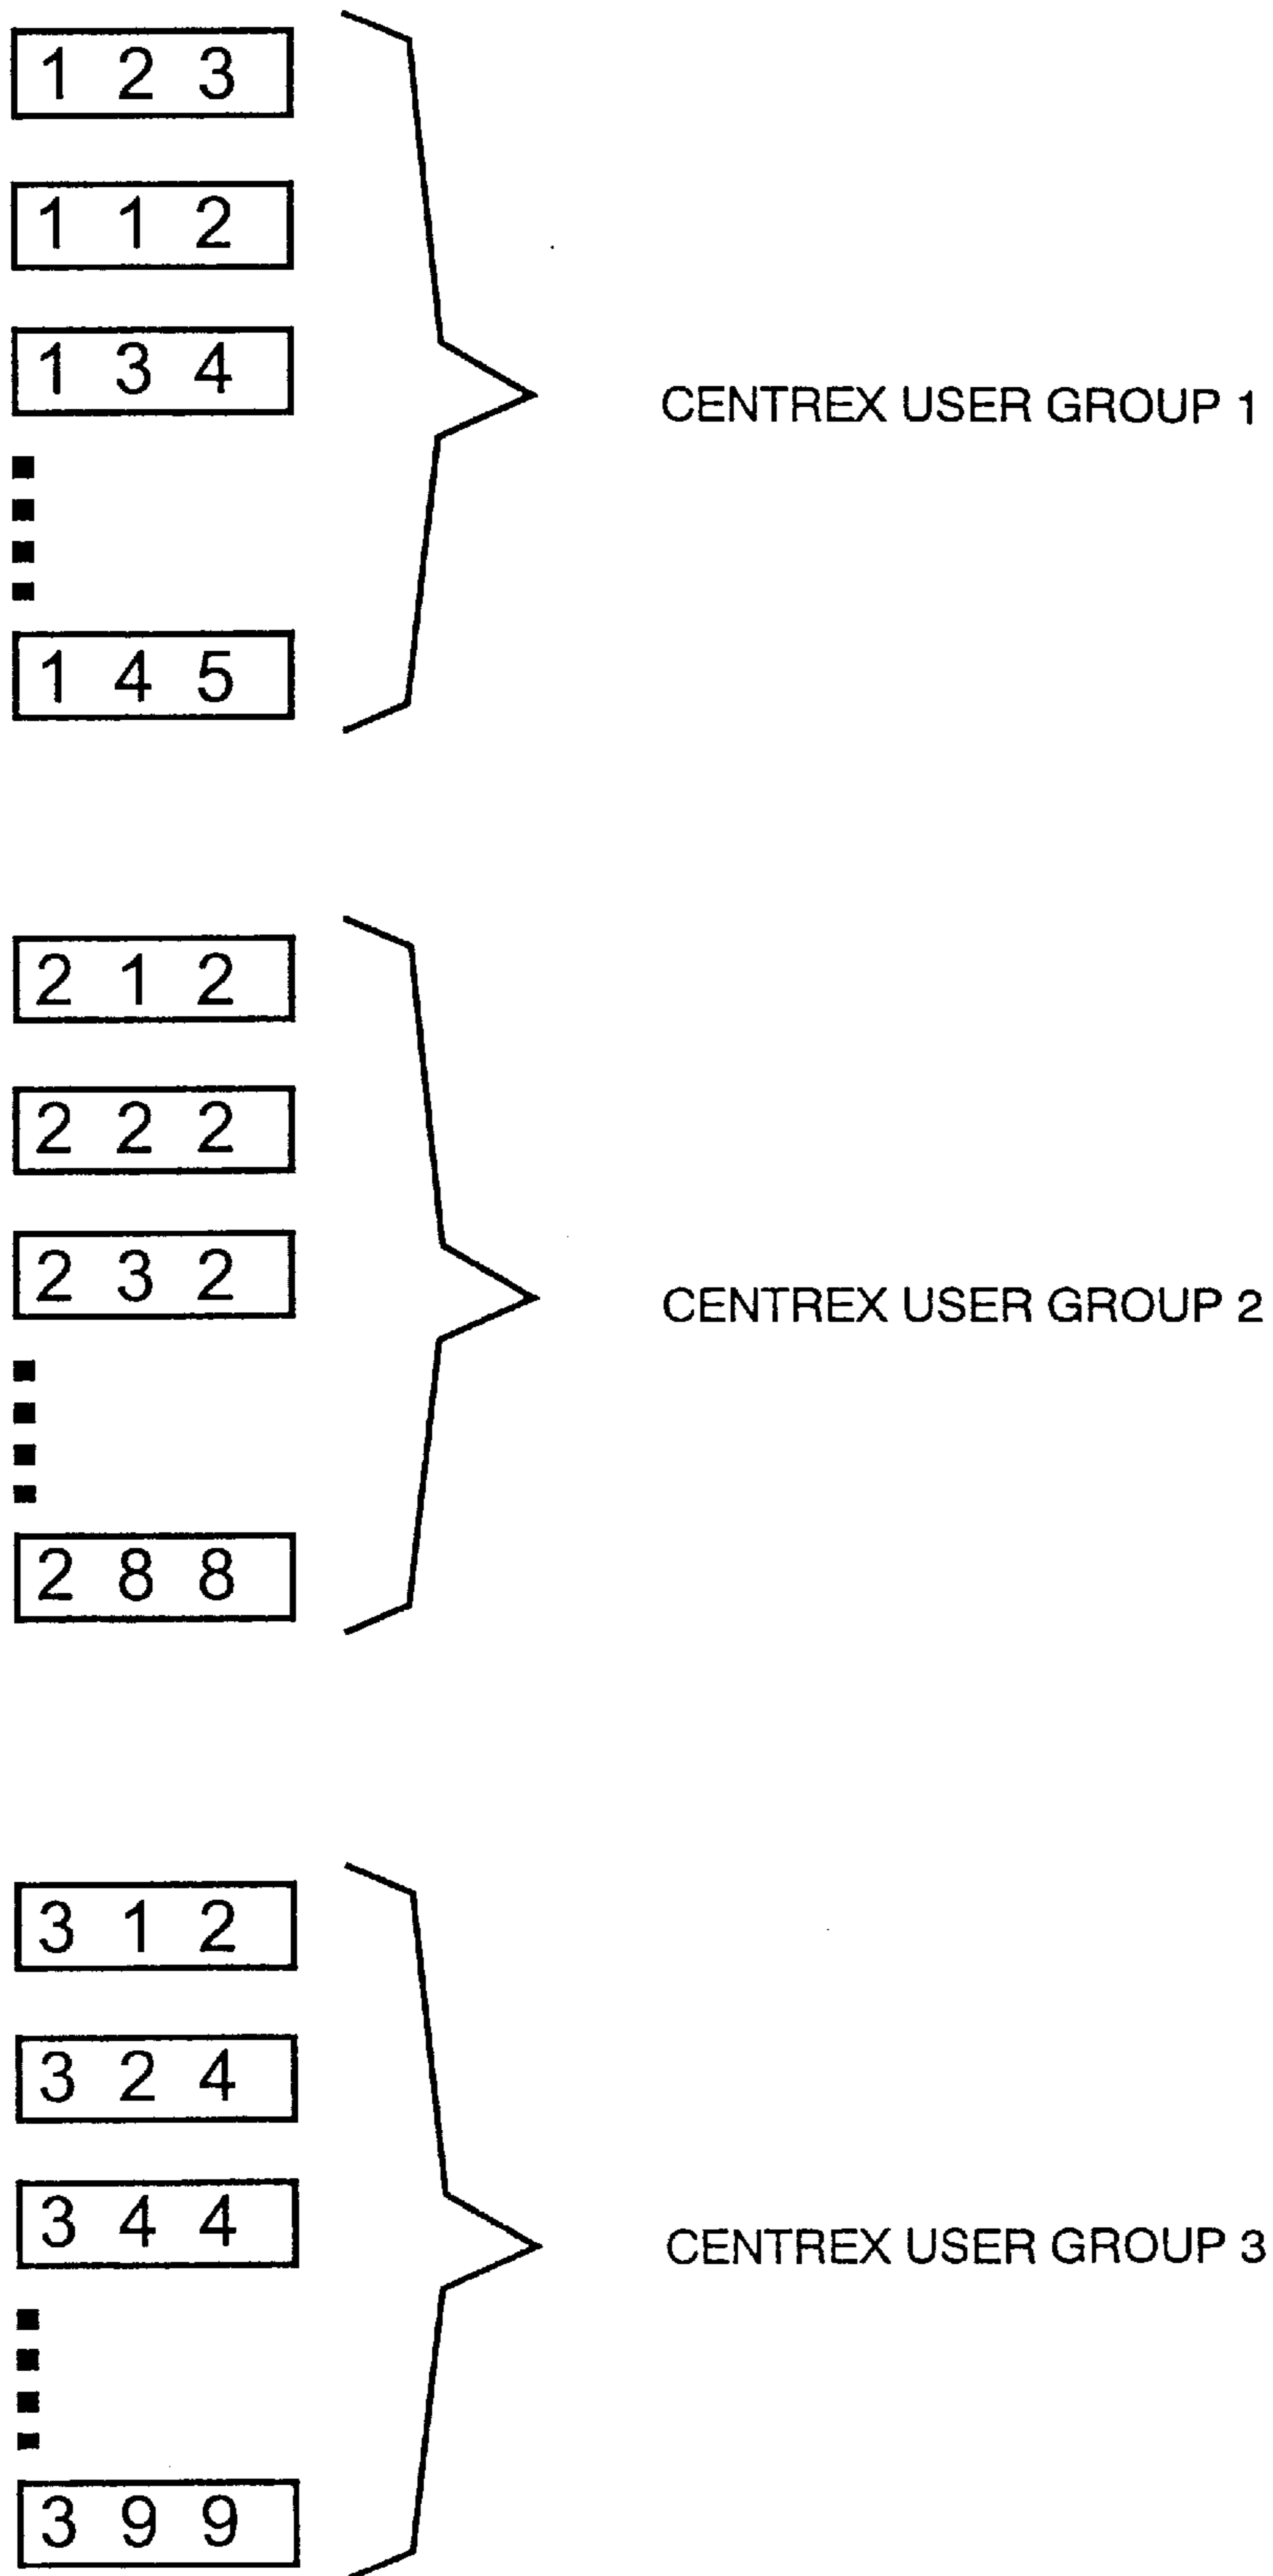 1 2 3
1 1 2
1 3 4
CENTREX USER GROUP 1
1 4 5
2 1 2
2 2 2
2 3 2
CENTREX USER GROUP 2
2 8 8
3 1 2
3 2 4
3 4 4
CENTREX USER GROUP 3
3 9 9